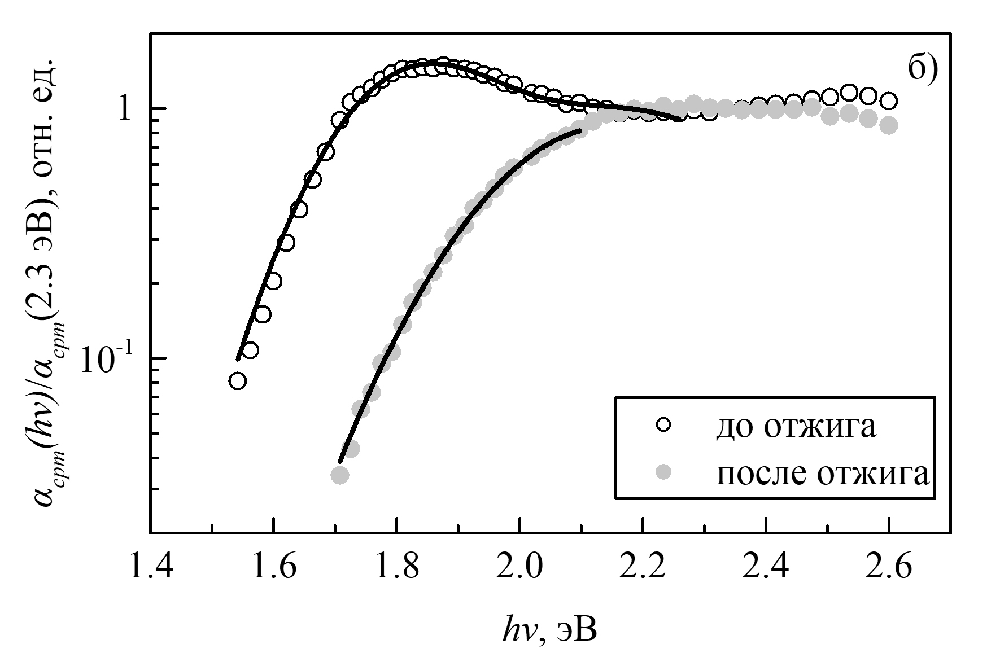 б)
α_cpm(hν)/α_cpm(2.3 эВ), отн. ед.
1
10⁻¹
до отжига
после отжига
1.4 1.6 1.8 2.0 2.2 2.4 2.6
hν, эВ